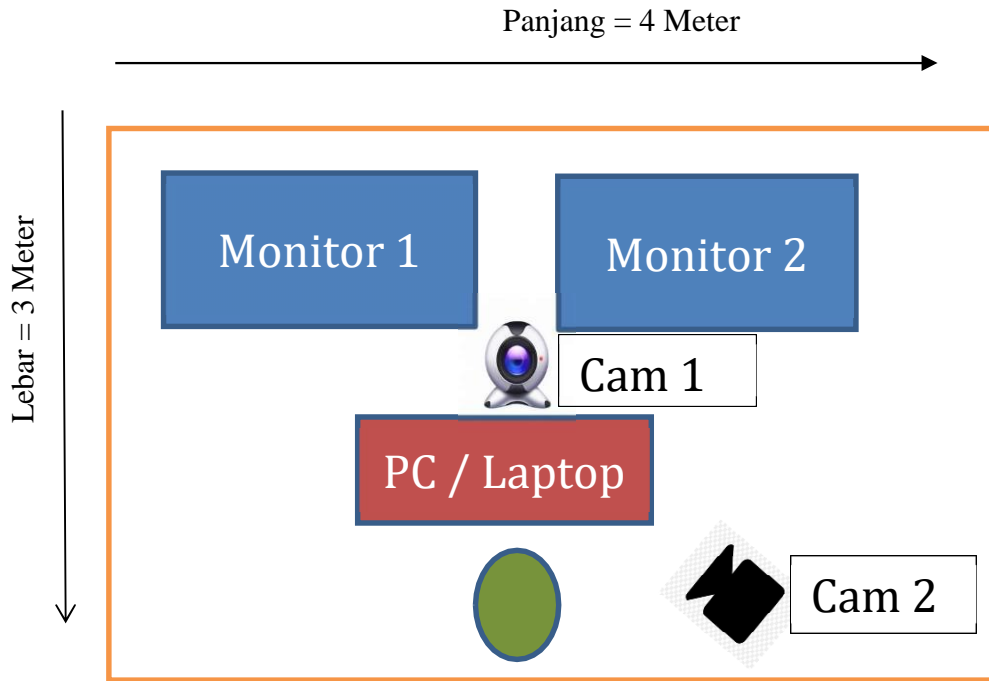 Panjang = 4 Meter
Lebar = 3 Meter
Monitor 1
Monitor 2
Cam 1
PC / Laptop
Cam 2